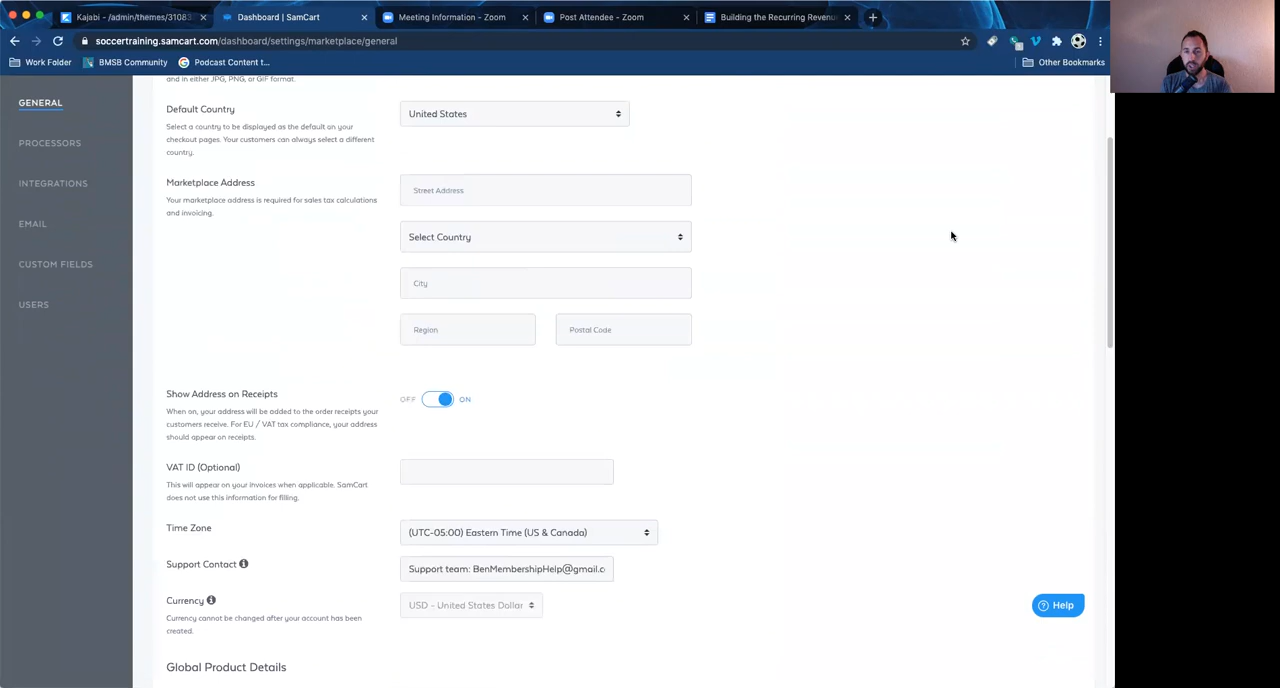 Kajabi - /admin/themes/31083
Dashboard | SamCart
Meeting Information - Zoom
Post Attendee - Zoom
Building the Recurring Revenu
soccertraining.samcart.com/dashboard/settings/marketplace/general
Work Folder
BMSB Community
Podcast Content t...
Other Bookmarks
GENERAL
PROCESSORS
INTEGRATIONS
EMAIL
CUSTOM FIELDS
USERS
and in either JPG, PNG, or GIF format.
Default Country
United States
Select a country to be displayed as the default on your
checkout pages. Your customers can always select a different
country.
Marketplace Address
Street Address
Your marketplace address is required for sales tax calculations
and invoicing.
Select Country
City
Region
Postal Code
Show Address on Receipts
OFF
ON
When on, your address will be added to the order receipts your
customers receive. For EU / VAT tax compliance, your address
should appear on receipts.
VAT ID (Optional)
This will appear on your invoices when applicable. SamCart
does not use this information for filling.
Time Zone
(UTC-05:00) Eastern Time (US & Canada)
Support Contact
Support team: BenMembershipHelp@gmail.c
Currency
USD - United States Dollar
Currency cannot be changed after your account has been
created.
Help
Global Product Details